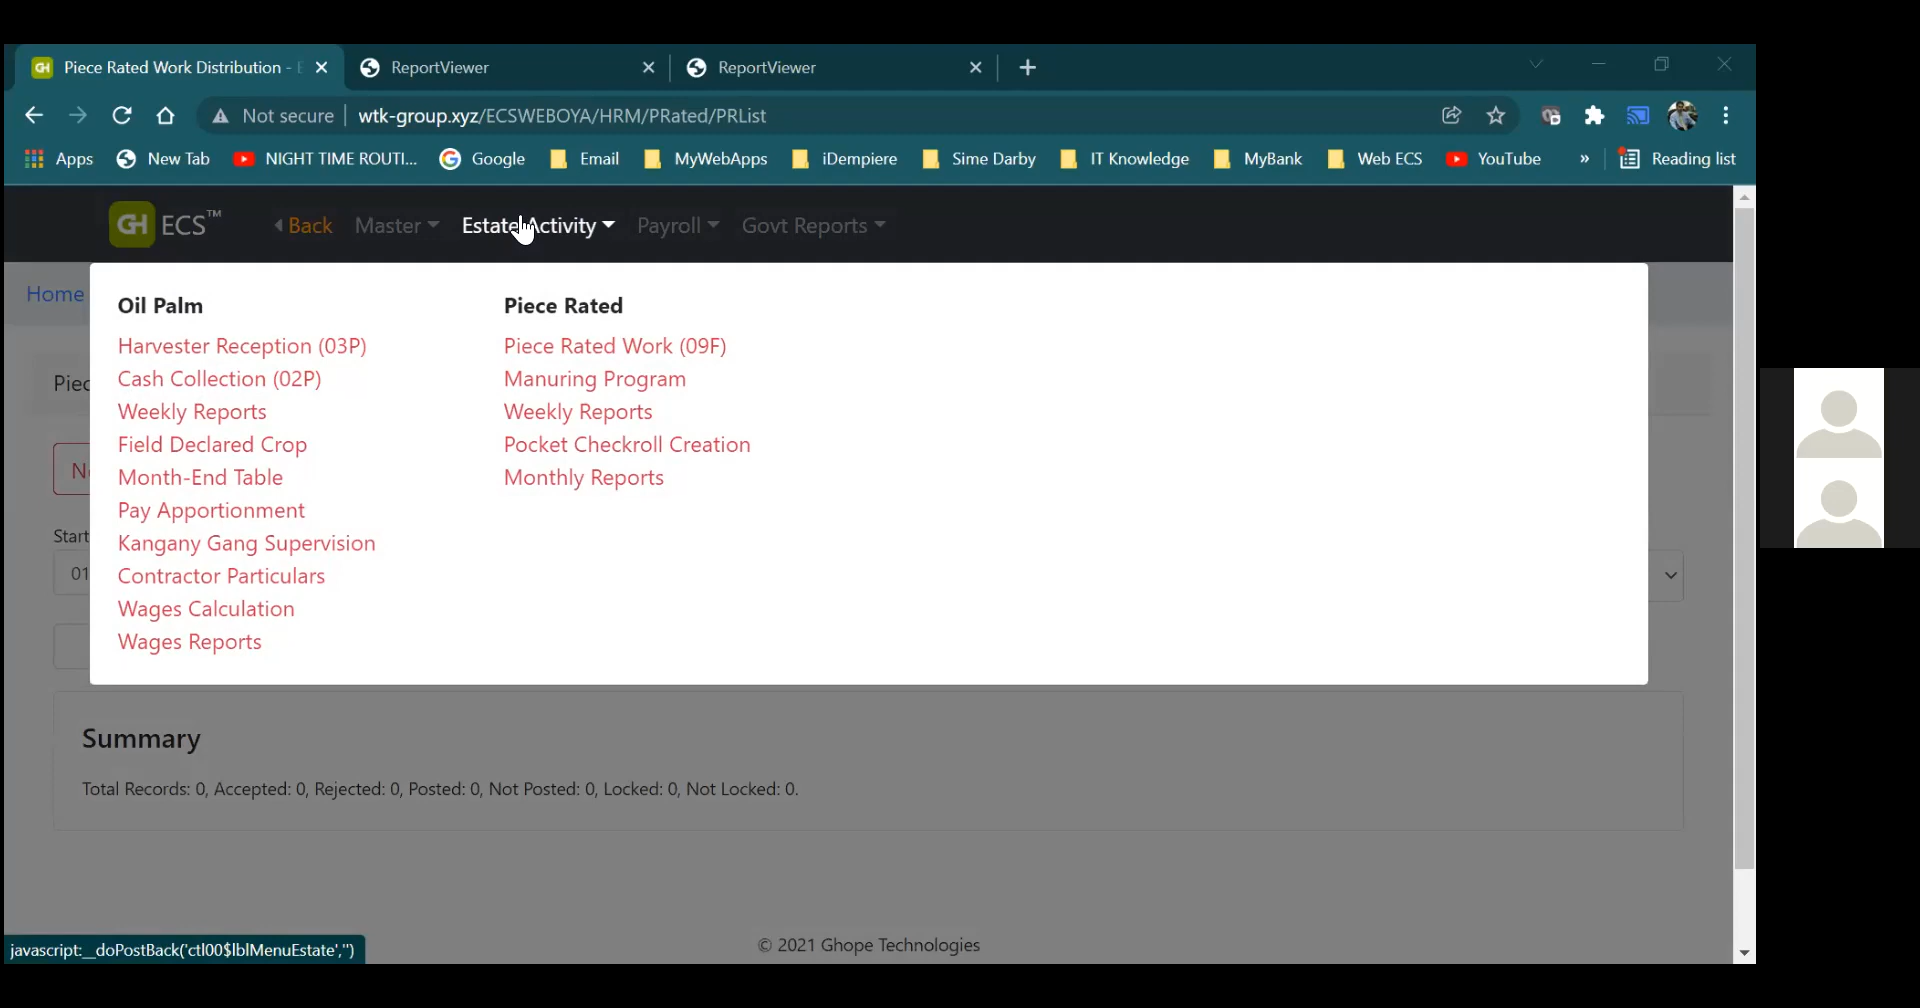 Piece Rated Work Distribution - E
ReportViewer
ReportViewer
Not secure
wtk-group.xyz/ECSWEBOYA/HRM/PRated/PRList
Apps
New Tab
NIGHT TIME ROUTI...
Google
Email
MyWebApps
iDempiere
Sime Darby
IT Knowledge
MyBank
Web ECS
YouTube
»
Reading list
GH ECS™
Back
Master
Estate Activity
Payroll
Govt Reports
Home
Oil Palm
Harvester Reception (03P)
Cash Collection (02P)
Weekly Reports
Field Declared Crop
Month-End Table
Pay Apportionment
Kangany Gang Supervision
Contractor Particulars
Wages Calculation
Wages Reports
Piece Rated
Piece Rated Work (09F)
Manuring Program
Weekly Reports
Pocket Checkroll Creation
Monthly Reports
Piec
Start
01
Summary
Total Records: 0, Accepted: 0, Rejected: 0, Posted: 0, Not Posted: 0, Locked: 0, Not Locked: 0.
© 2021 Ghope Technologies
javascript:__doPostBack('ctl00$lblMenuEstate','')